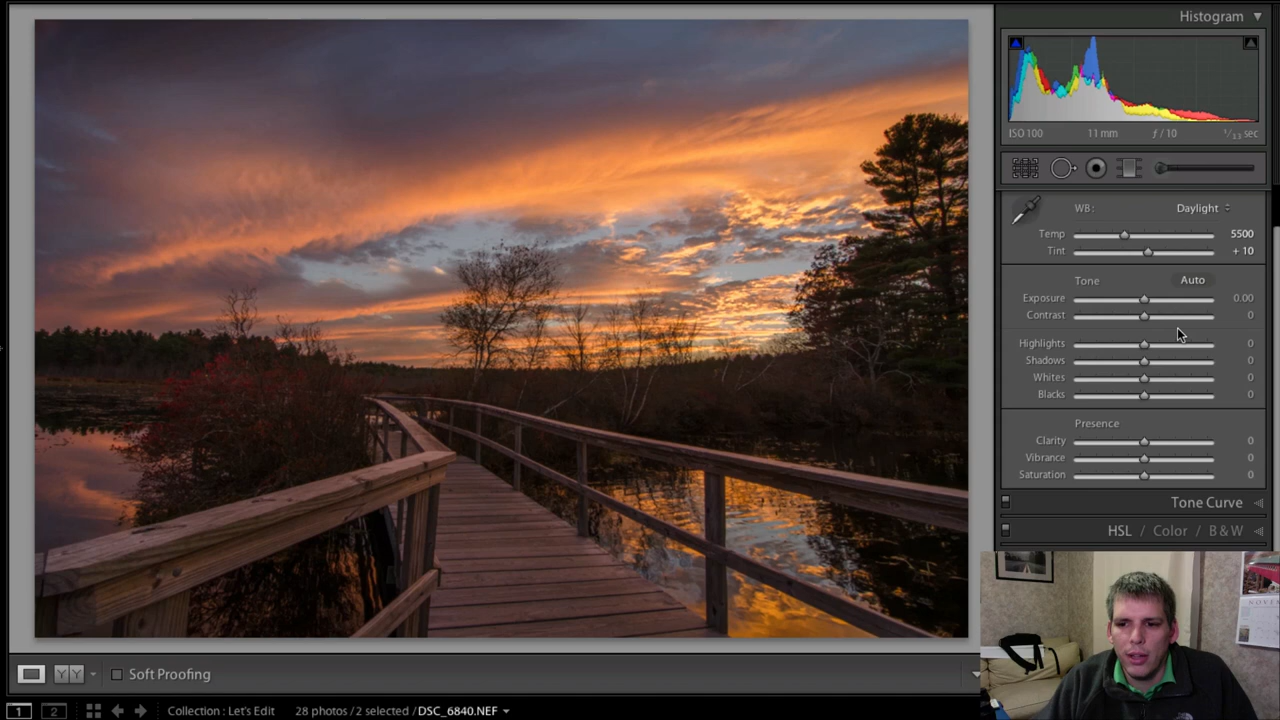 Histogram
ISO 100 11 mm ƒ / 10 ¹⁄₁₃ sec
WB: Daylight
Temp 5500
Tint + 10
Tone Auto
Exposure 0.00
Contrast 0
Highlights 0
Shadows 0
Whites 0
Blacks 0
Presence
Clarity 0
Vibrance 0
Saturation 0
Tone Curve
HSL / Color / B & W
Soft Proofing
1 2 Collection : Let's Edit 28 photos / 2 selected / DSC_6840.NEF